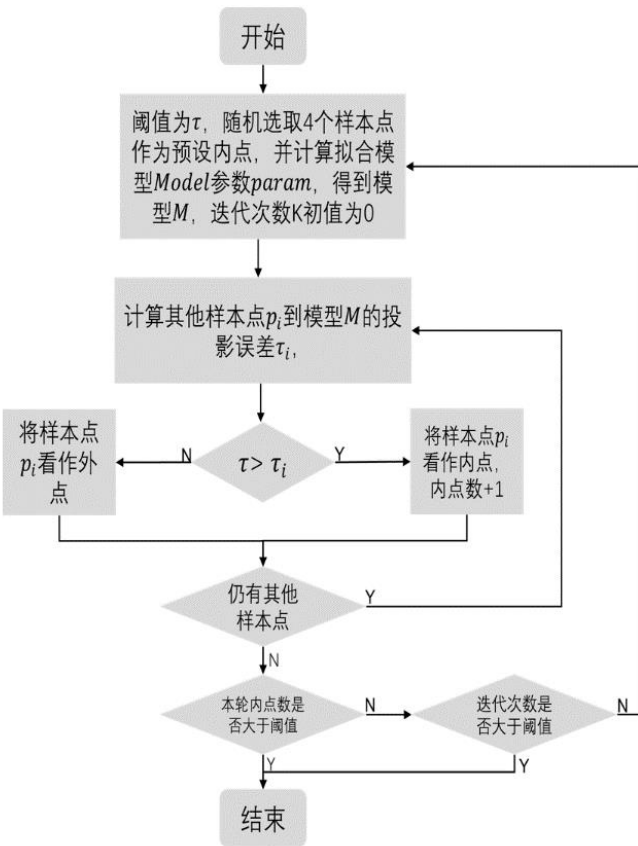 开始
阈值为τ，随机选取4个样本点
作为预设内点，并计算拟合模
型Model参数param，得到模
型M，迭代次数K初值为0
计算其他样本点pᵢ到模型M的投
影误差τᵢ,
将样本点
pᵢ看作外
点
N
τ> τᵢ
Y
将样本点pᵢ
看作内点，
内点数+1
仍有其他
样本点
Y
N
本轮内点数是
否大于阈值
N
迭代次数是
否大于阈值
N
Y
Y
结束